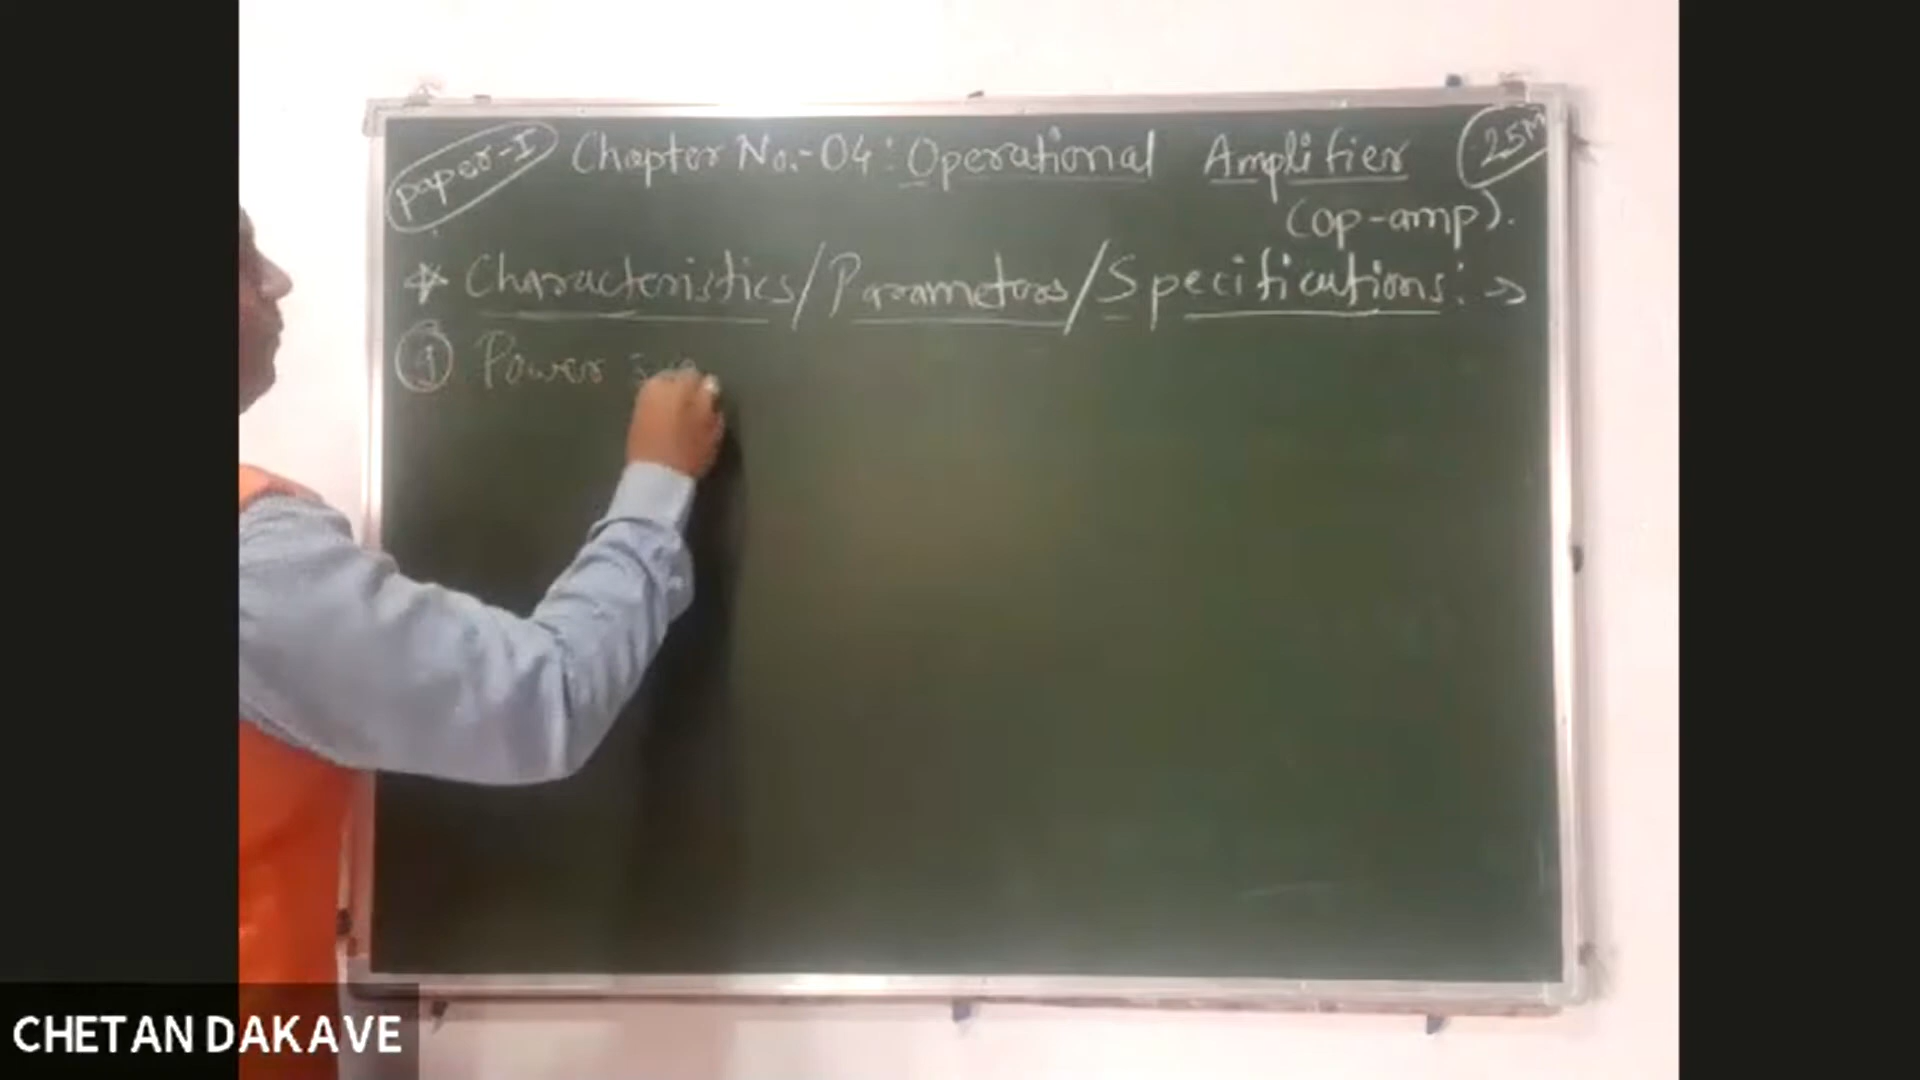 paper-I Chapter No.-04: Operational Amplifier 25M
(op-amp).
* Characteristics/Parameters/Specifications: →
① Power
CHETAN DAKAVE